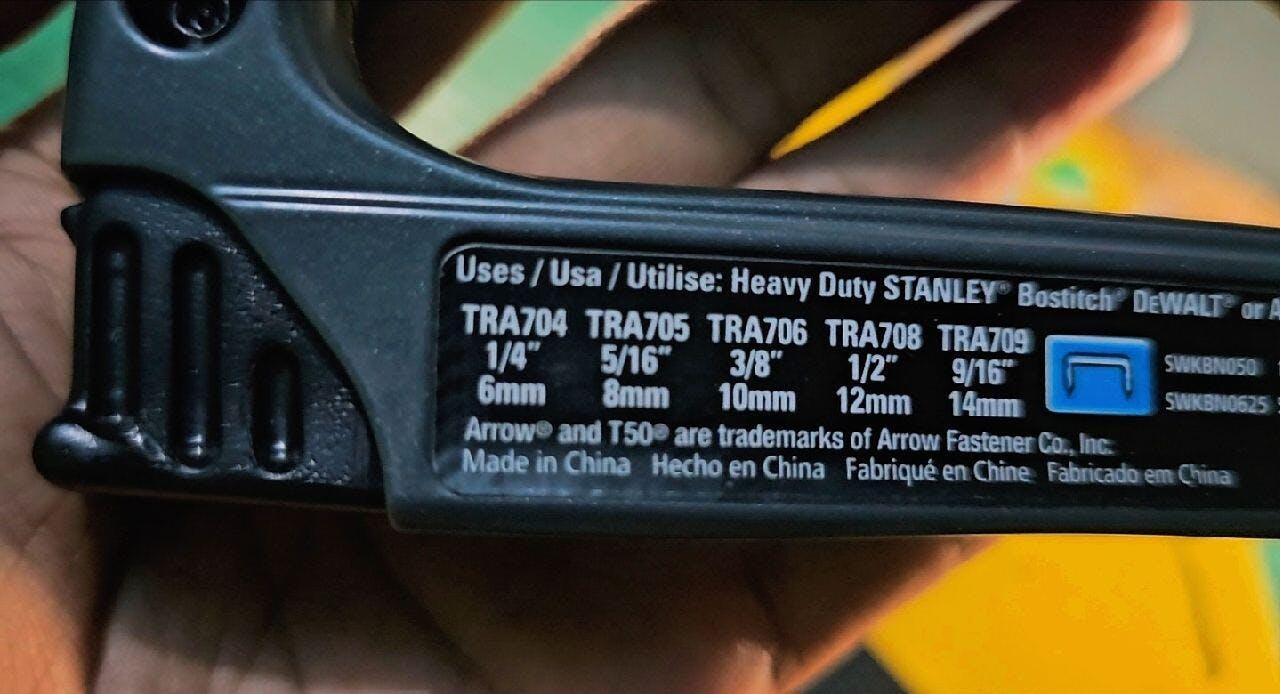 Uses / Usa / Utilise: Heavy Duty STANLEY® Bostitch® DEWALT® or
TRA704 TRA705 TRA706 TRA708 TRA709
1/4" 5/16" 3/8" 1/2" 9/16"
6mm 8mm 10mm 12mm 14mm
SWKBN050
SWKBN0625
Arrow® and T50® are trademarks of Arrow Fastener Co., Inc.
Made in China Hecho en China Fabriqué en Chine Fabricado em China